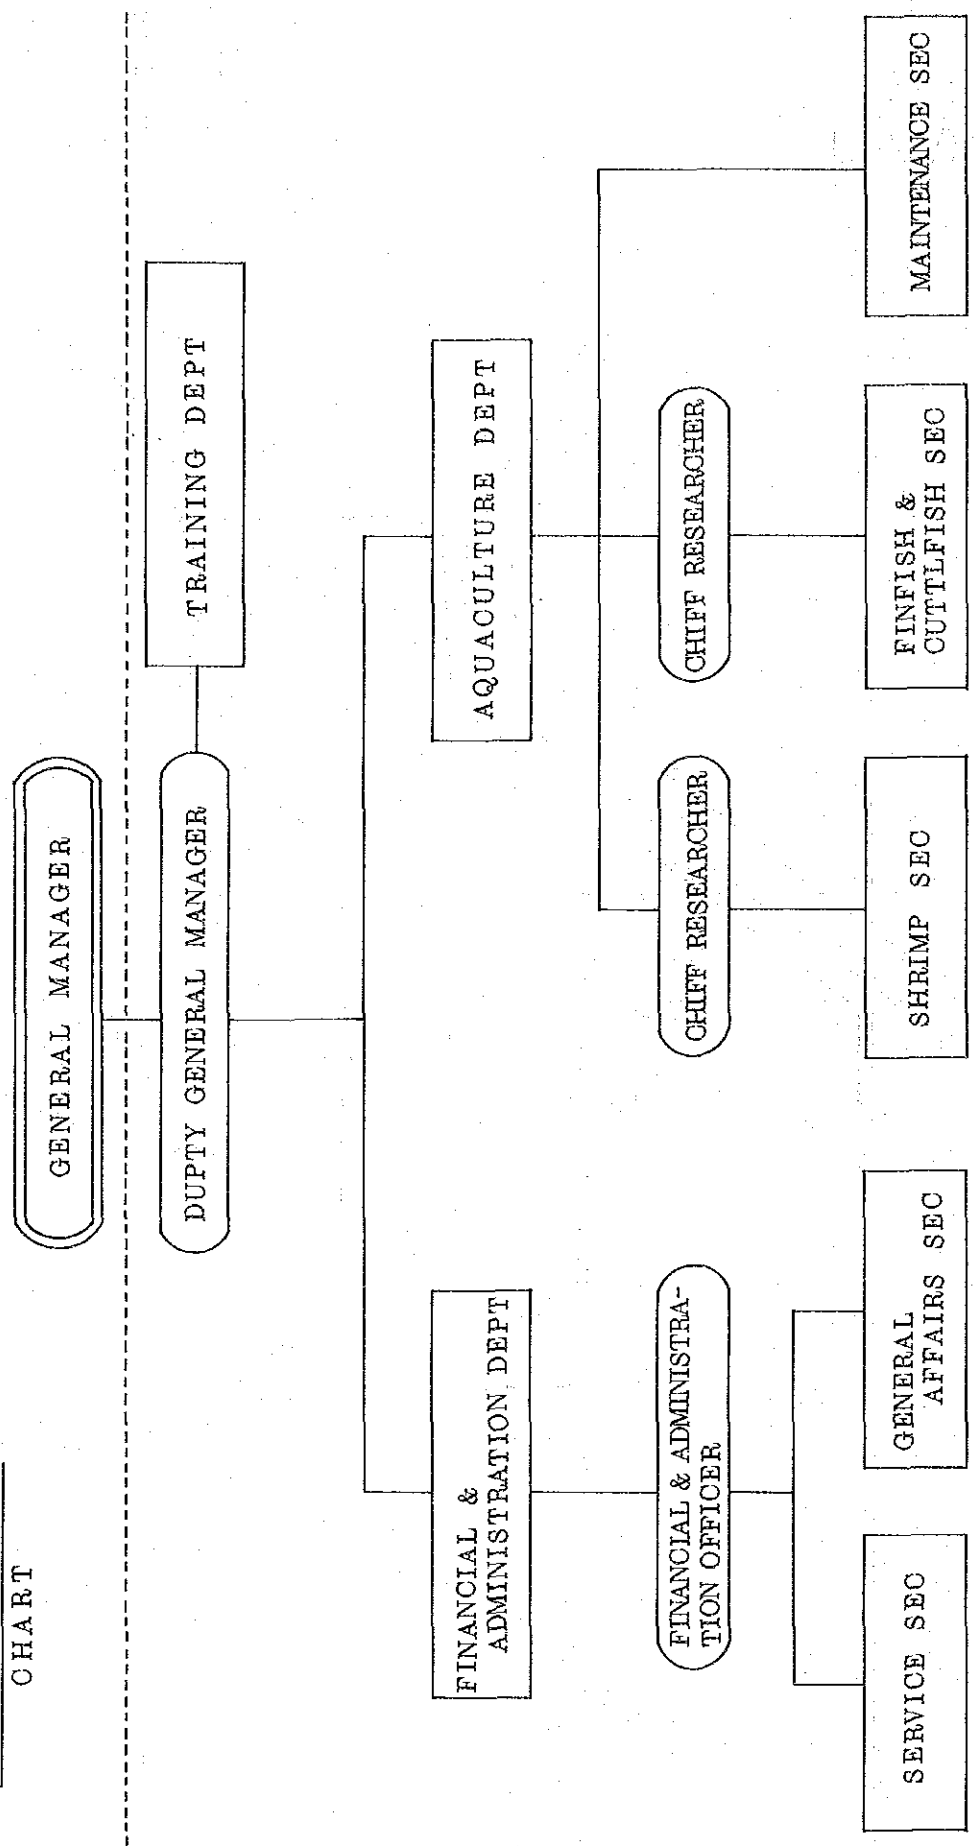 CHART
GENERAL MANAGER
DUPTY GENERAL MANAGER
TRAINING DEPT
FINANCIAL &
ADMINISTRATION DEPT
AQUACULTURE DEPT
FINANCIAL & ADMINISTRA-
TION OFFICER
CHIFF RESEARCHER
CHIFF RESEARCHER
SERVICE SEC
GENERAL
AFFAIRS SEC
SHRIMP SEC
FINFISH &
CUTTLFISH SEC
MAINTENANCE SEC